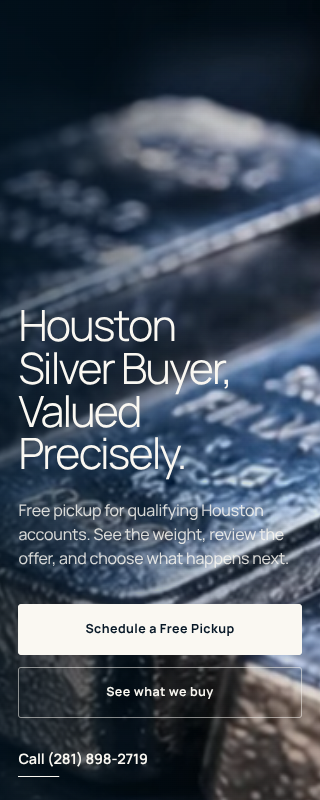 Houston
Silver Buyer,
Valued
Precisely.
Free pickup for qualifying Houston
accounts. See the weight, review the
offer, and choose what happens next.
Schedule a Free Pickup
See what we buy
Call (281) 898-2719